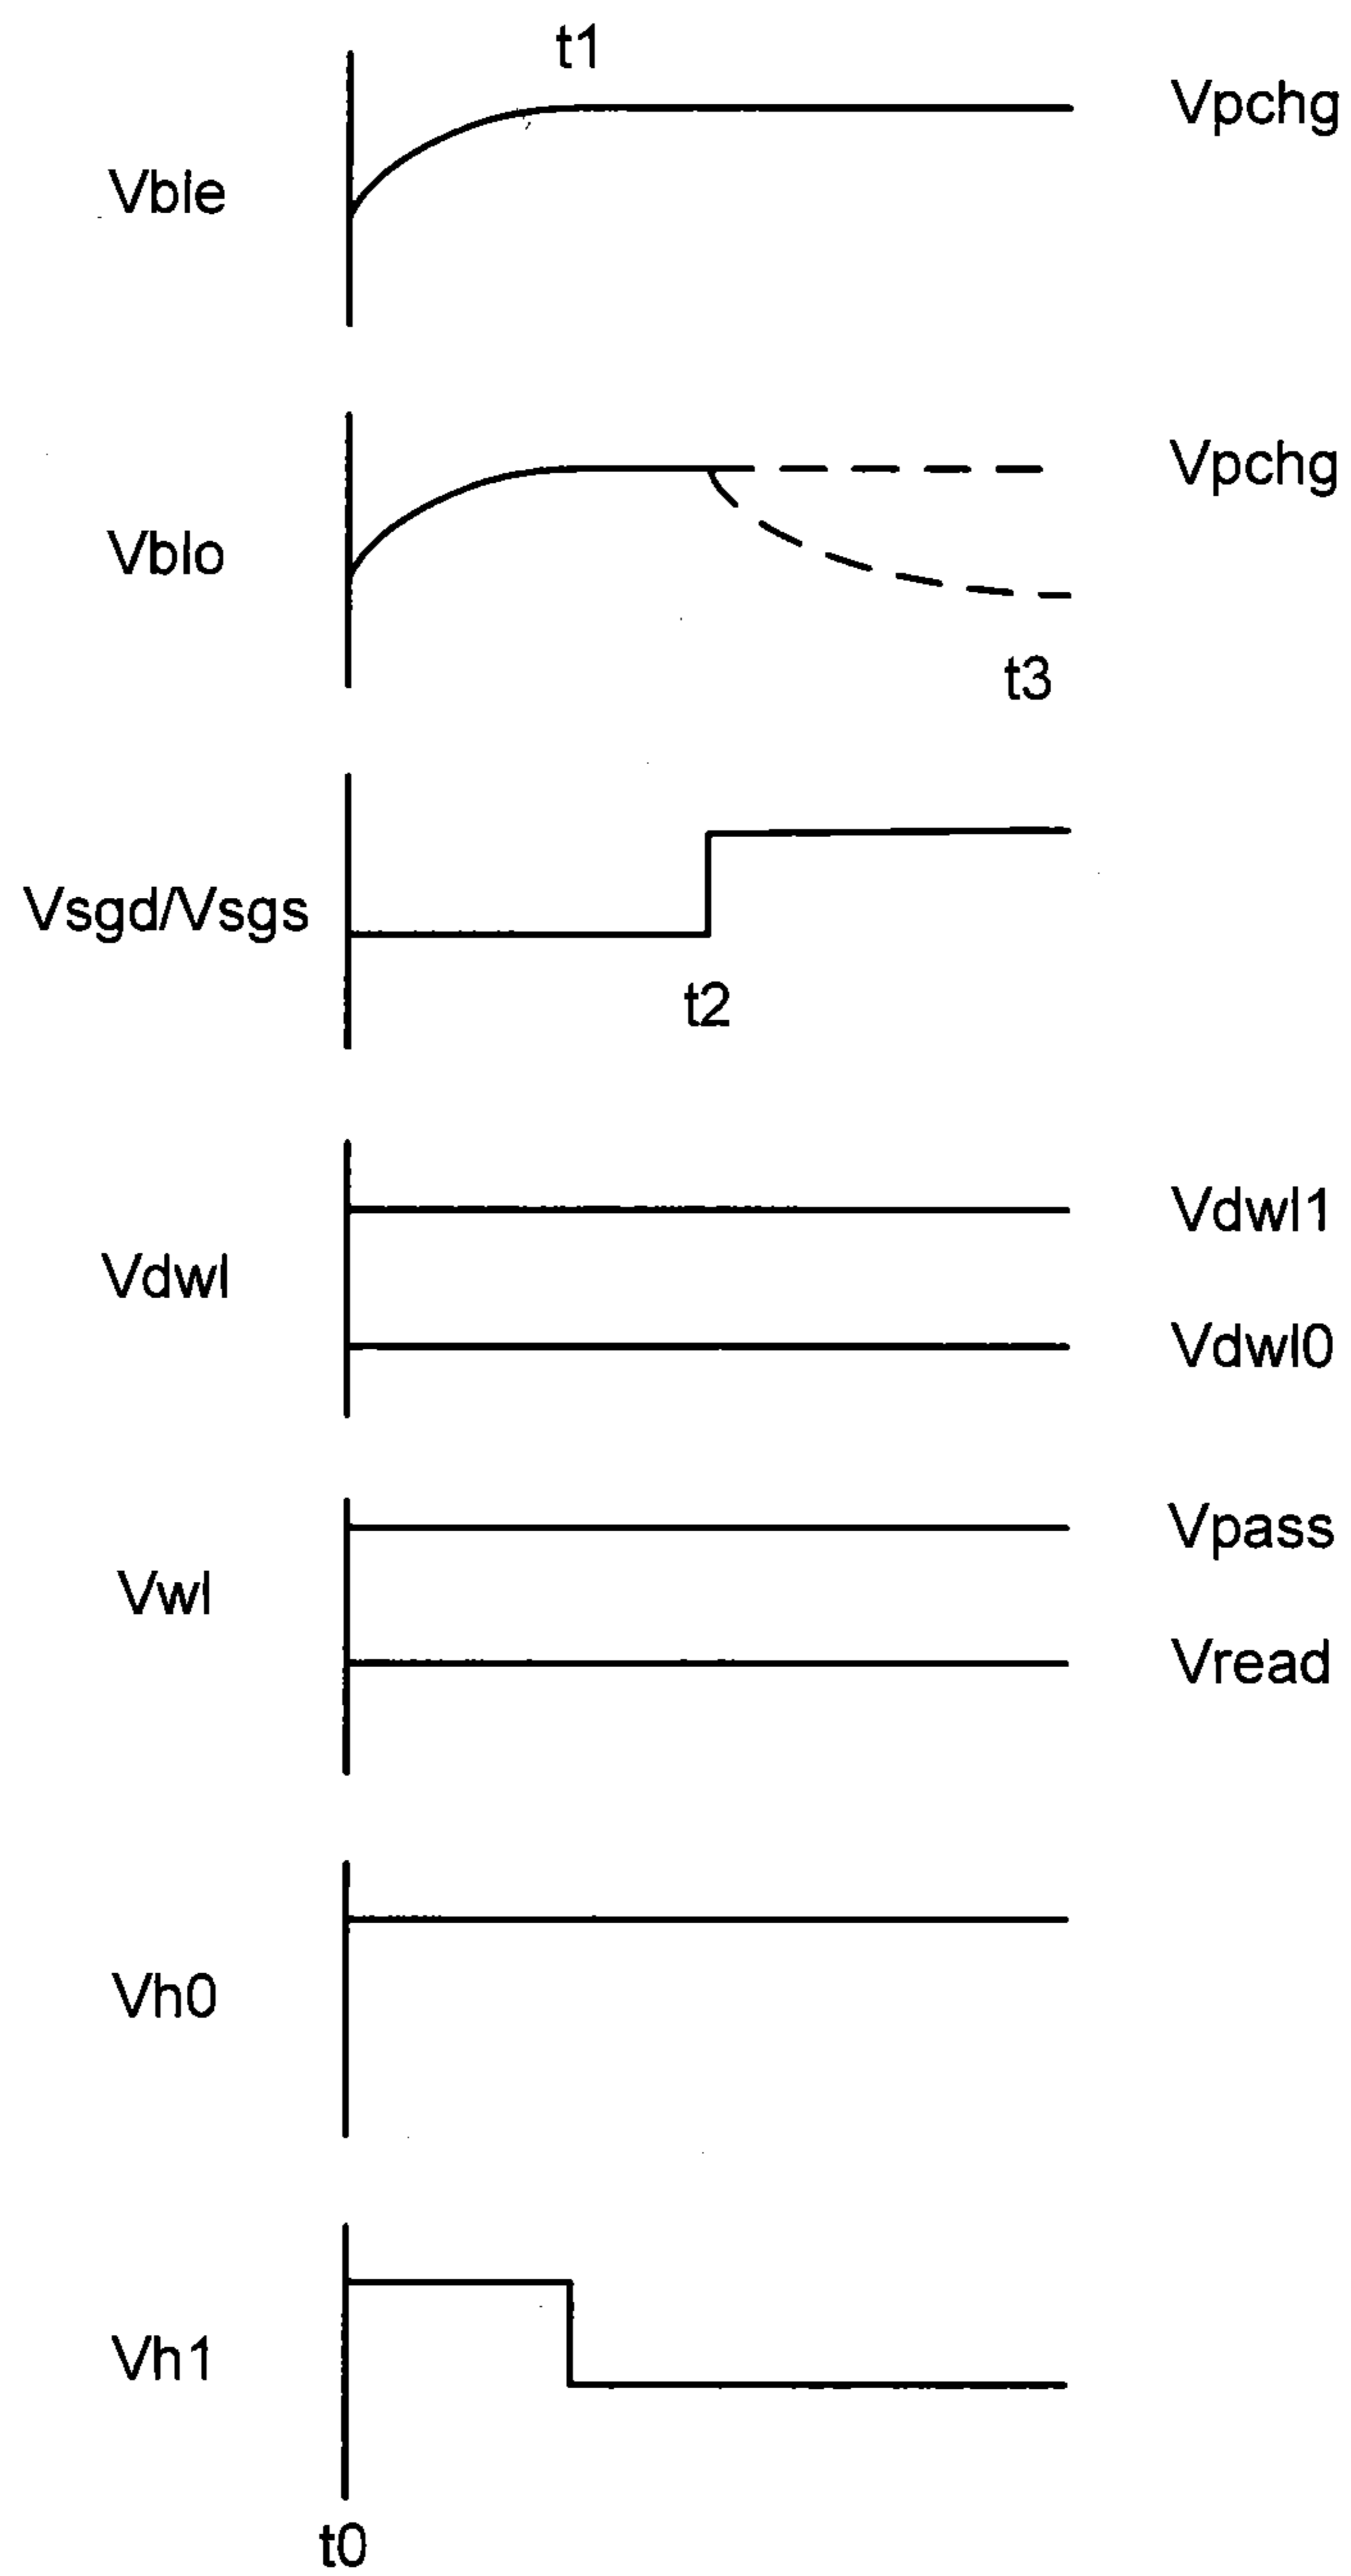 t1
Vpchg
Vble
Vpchg
Vblo
t3
Vsgd/Vsgs
t2
Vdwl1
Vdwl
Vdwl0
Vpass
Vwl
Vread
Vh0
Vh1
t0